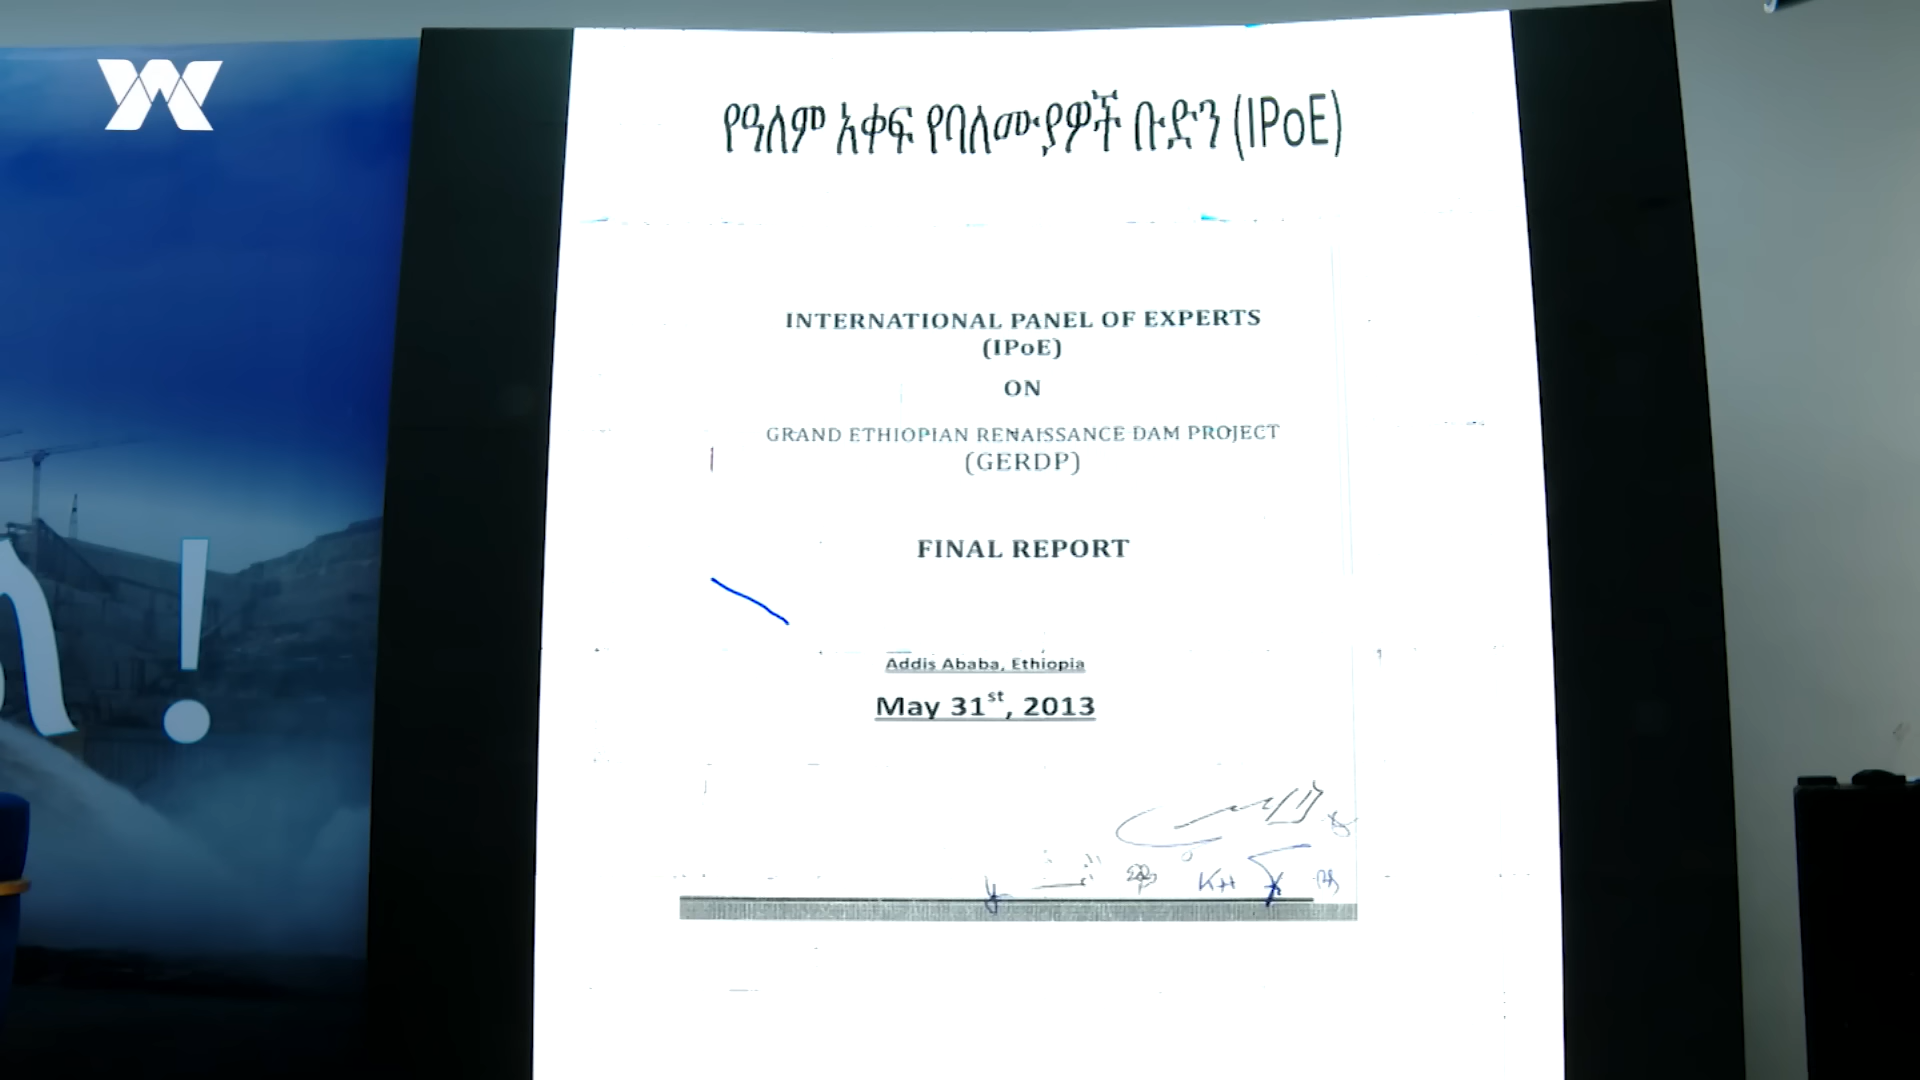 የዓለም አቀፍ የባለሙያዎች ቡድን (IPoE)
INTERNATIONAL PANEL OF EXPERTS
(IPoE)
ON
GRAND ETHIOPIAN RENAISSANCE DAM PROJECT
(GERDP)
FINAL REPORT
Addis Ababa, Ethiopia
May 31st, 2013
KH
!